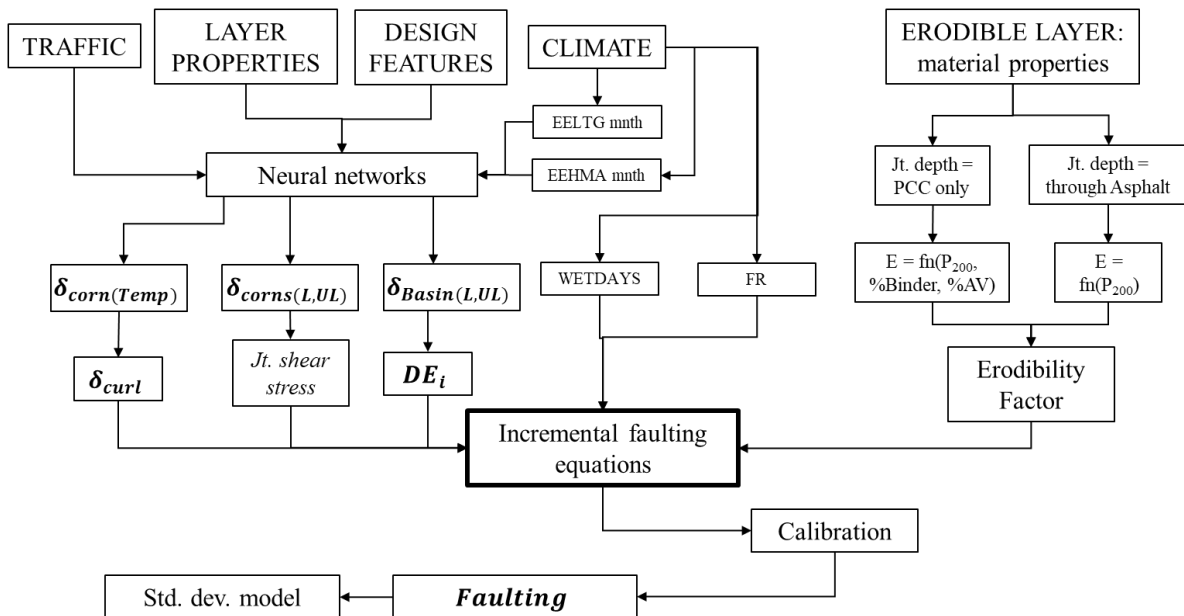 TRAFFIC
LAYER
PROPERTIES
DESIGN
FEATURES
CLIMATE
ERODIBLE LAYER:
material properties
EELTG mnth
EEHMA mnth
Neural networks
Jt. depth =
PCC only
Jt. depth =
through Asphalt
δcorn(Temp)
δcorns(L,UL)
δBasin(L,UL)
WETDAYS
FR
E = fn(P200,
%Binder, %AV)
E =
fn(P200)
δcurl
Jt. shear
stress
DEi
Erodibility
Factor
Incremental faulting
equations
Calibration
Std. dev. model
Faulting